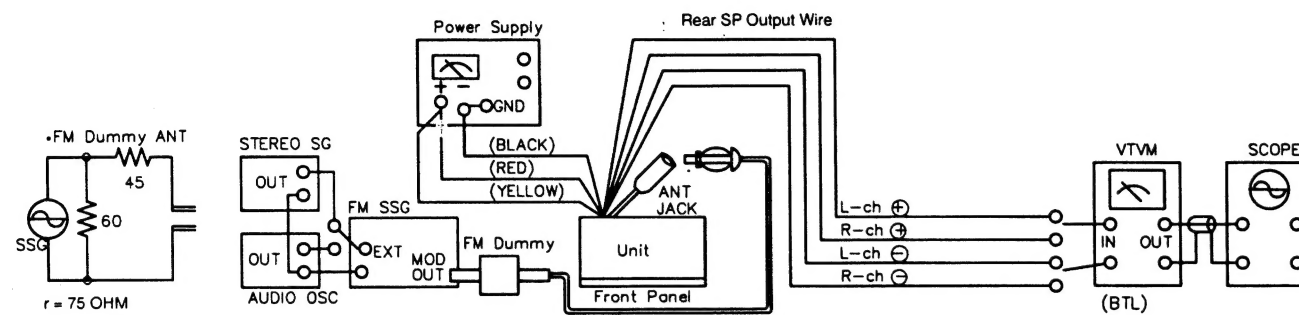 Rear SP Output Wire
Power Supply
+ −
GND
.FM Dummy ANT
45
60
SSG
r = 75 OHM
STEREO SG
OUT
OUT
AUDIO OSC
FM SSG
EXT
MOD
OUT
FM Dummy
(BLACK)
(RED)
(YELLOW)
ANT
JACK
Unit
Front Panel
L-ch ⊕
R-ch ⊕
L-ch ⊖
R-ch ⊖
VTVM
IN OUT
(BTL)
SCOPE